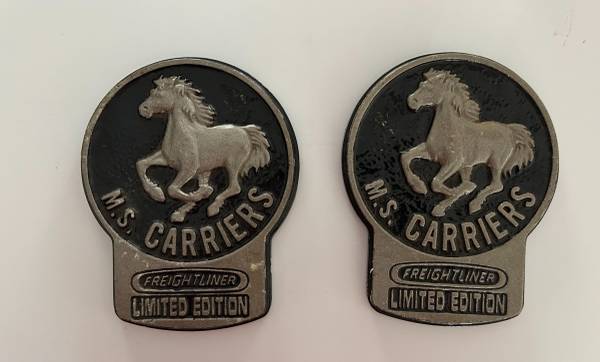 M.S. CARRIERS
FREIGHTLINER
LIMITED EDITION
M.S. CARRIERS
FREIGHTLINER
LIMITED EDITION